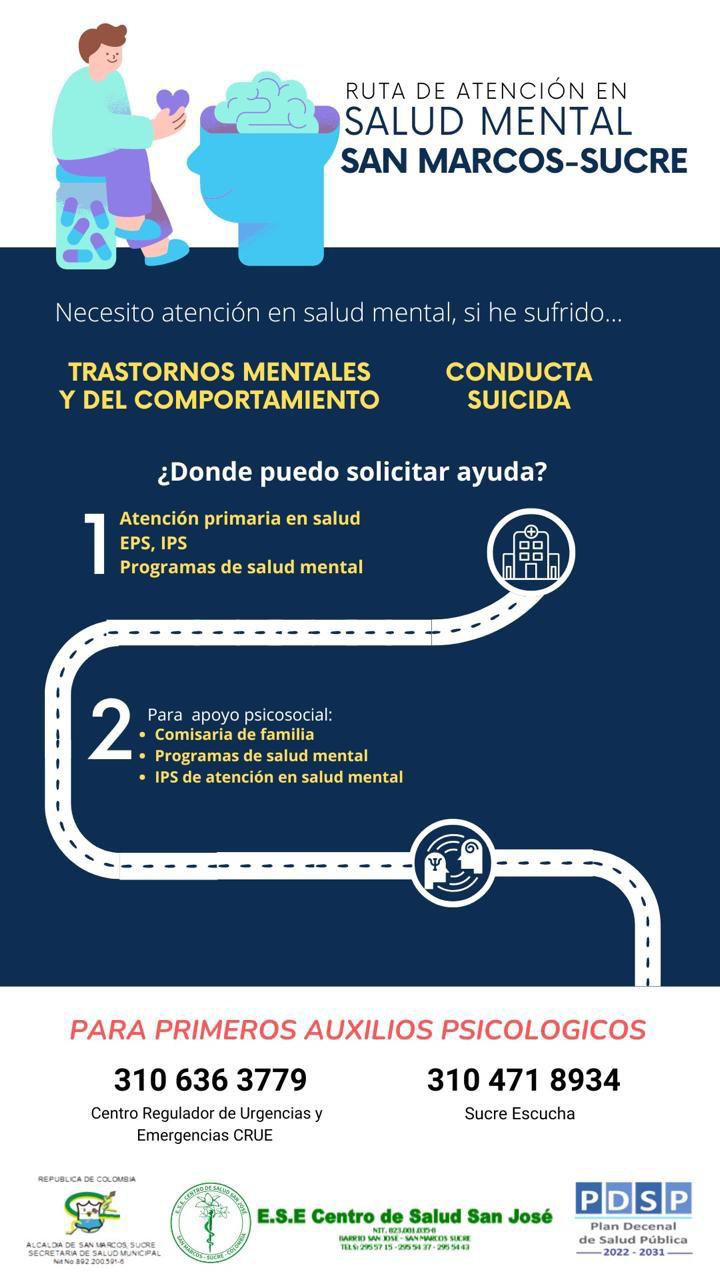 RUTA DE ATENCIÓN EN
SALUD MENTAL
SAN MARCOS-SUCRE
Necesito atención en salud mental, si he sufrido...
TRASTORNOS MENTALES
Y DEL COMPORTAMIENTO
CONDUCTA
SUICIDA
¿Donde puedo solicitar ayuda?
1
Atención primaria en salud
EPS, IPS
Programas de salud mental
2
Para apoyo psicosocial:
• Comisaria de familia
• Programas de salud mental
• IPS de atención en salud mental
PARA PRIMEROS AUXILIOS PSICOLOGICOS
310 636 3779
Centro Regulador de Urgencias y
Emergencias CRUE
310 471 8934
Sucre Escucha
REPUBLICA DE COLOMBIA
ALCALDIA DE SAN MARCOS, SUCRE
SECRETARIA DE SALUD MUNICIPAL
Nit No 892.200.591-6
E.S.E. CENTRO DE SALUD SAN JOSÉ
SAN MARCOS - SUCRE - COLOMBIA
E.S.E Centro de Salud San José
NIT. 823.001.035-8
BARRIO SAN JOSE - SAN MARCOS SUCRE
TELS: 295 57 15 - 295 54 37 - 295 54 43
PDSP
Plan Decenal
de Salud Pública
2022 - 2031